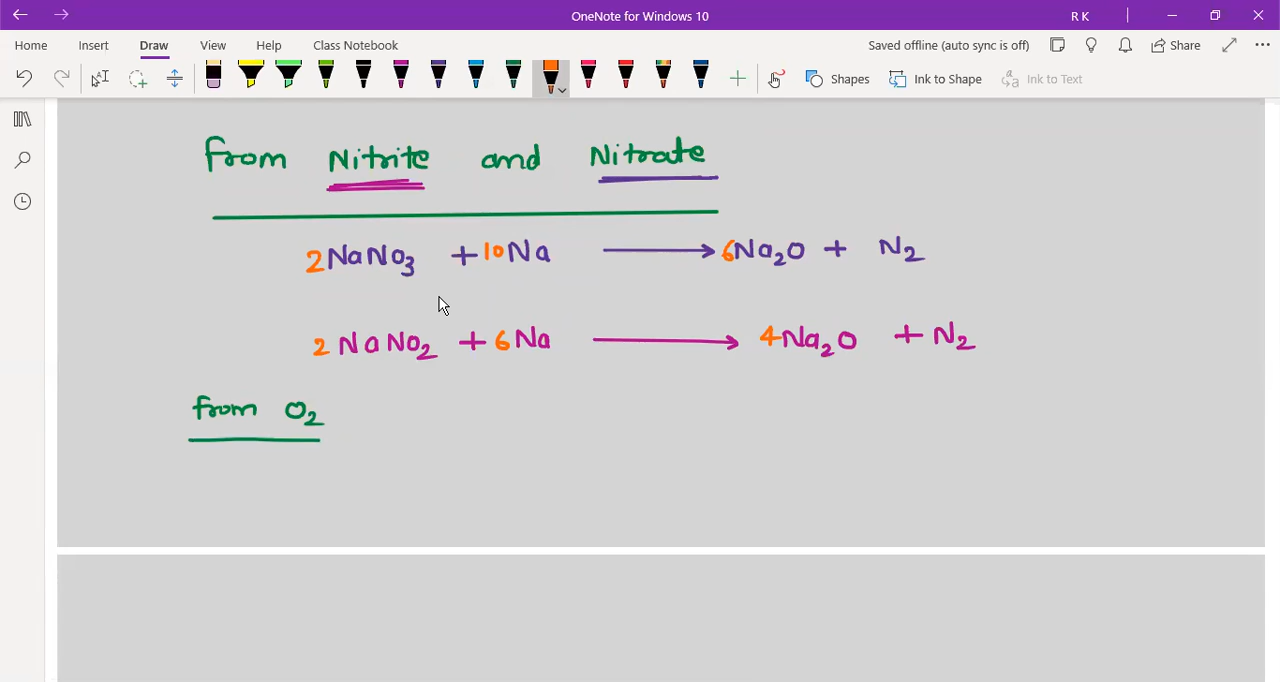 OneNote for Windows 10
R K
Home Insert Draw View Help Class Notebook
Saved offline (auto sync is off)
Share
Shapes
Ink to Shape
Ink to Text
from Nitrite and Nitrate
2NaNO₃ + 10Na ⟶ 6Na₂O + N₂
2NaNO₂ + 6Na ⟶ 4Na₂O + N₂
from O₂